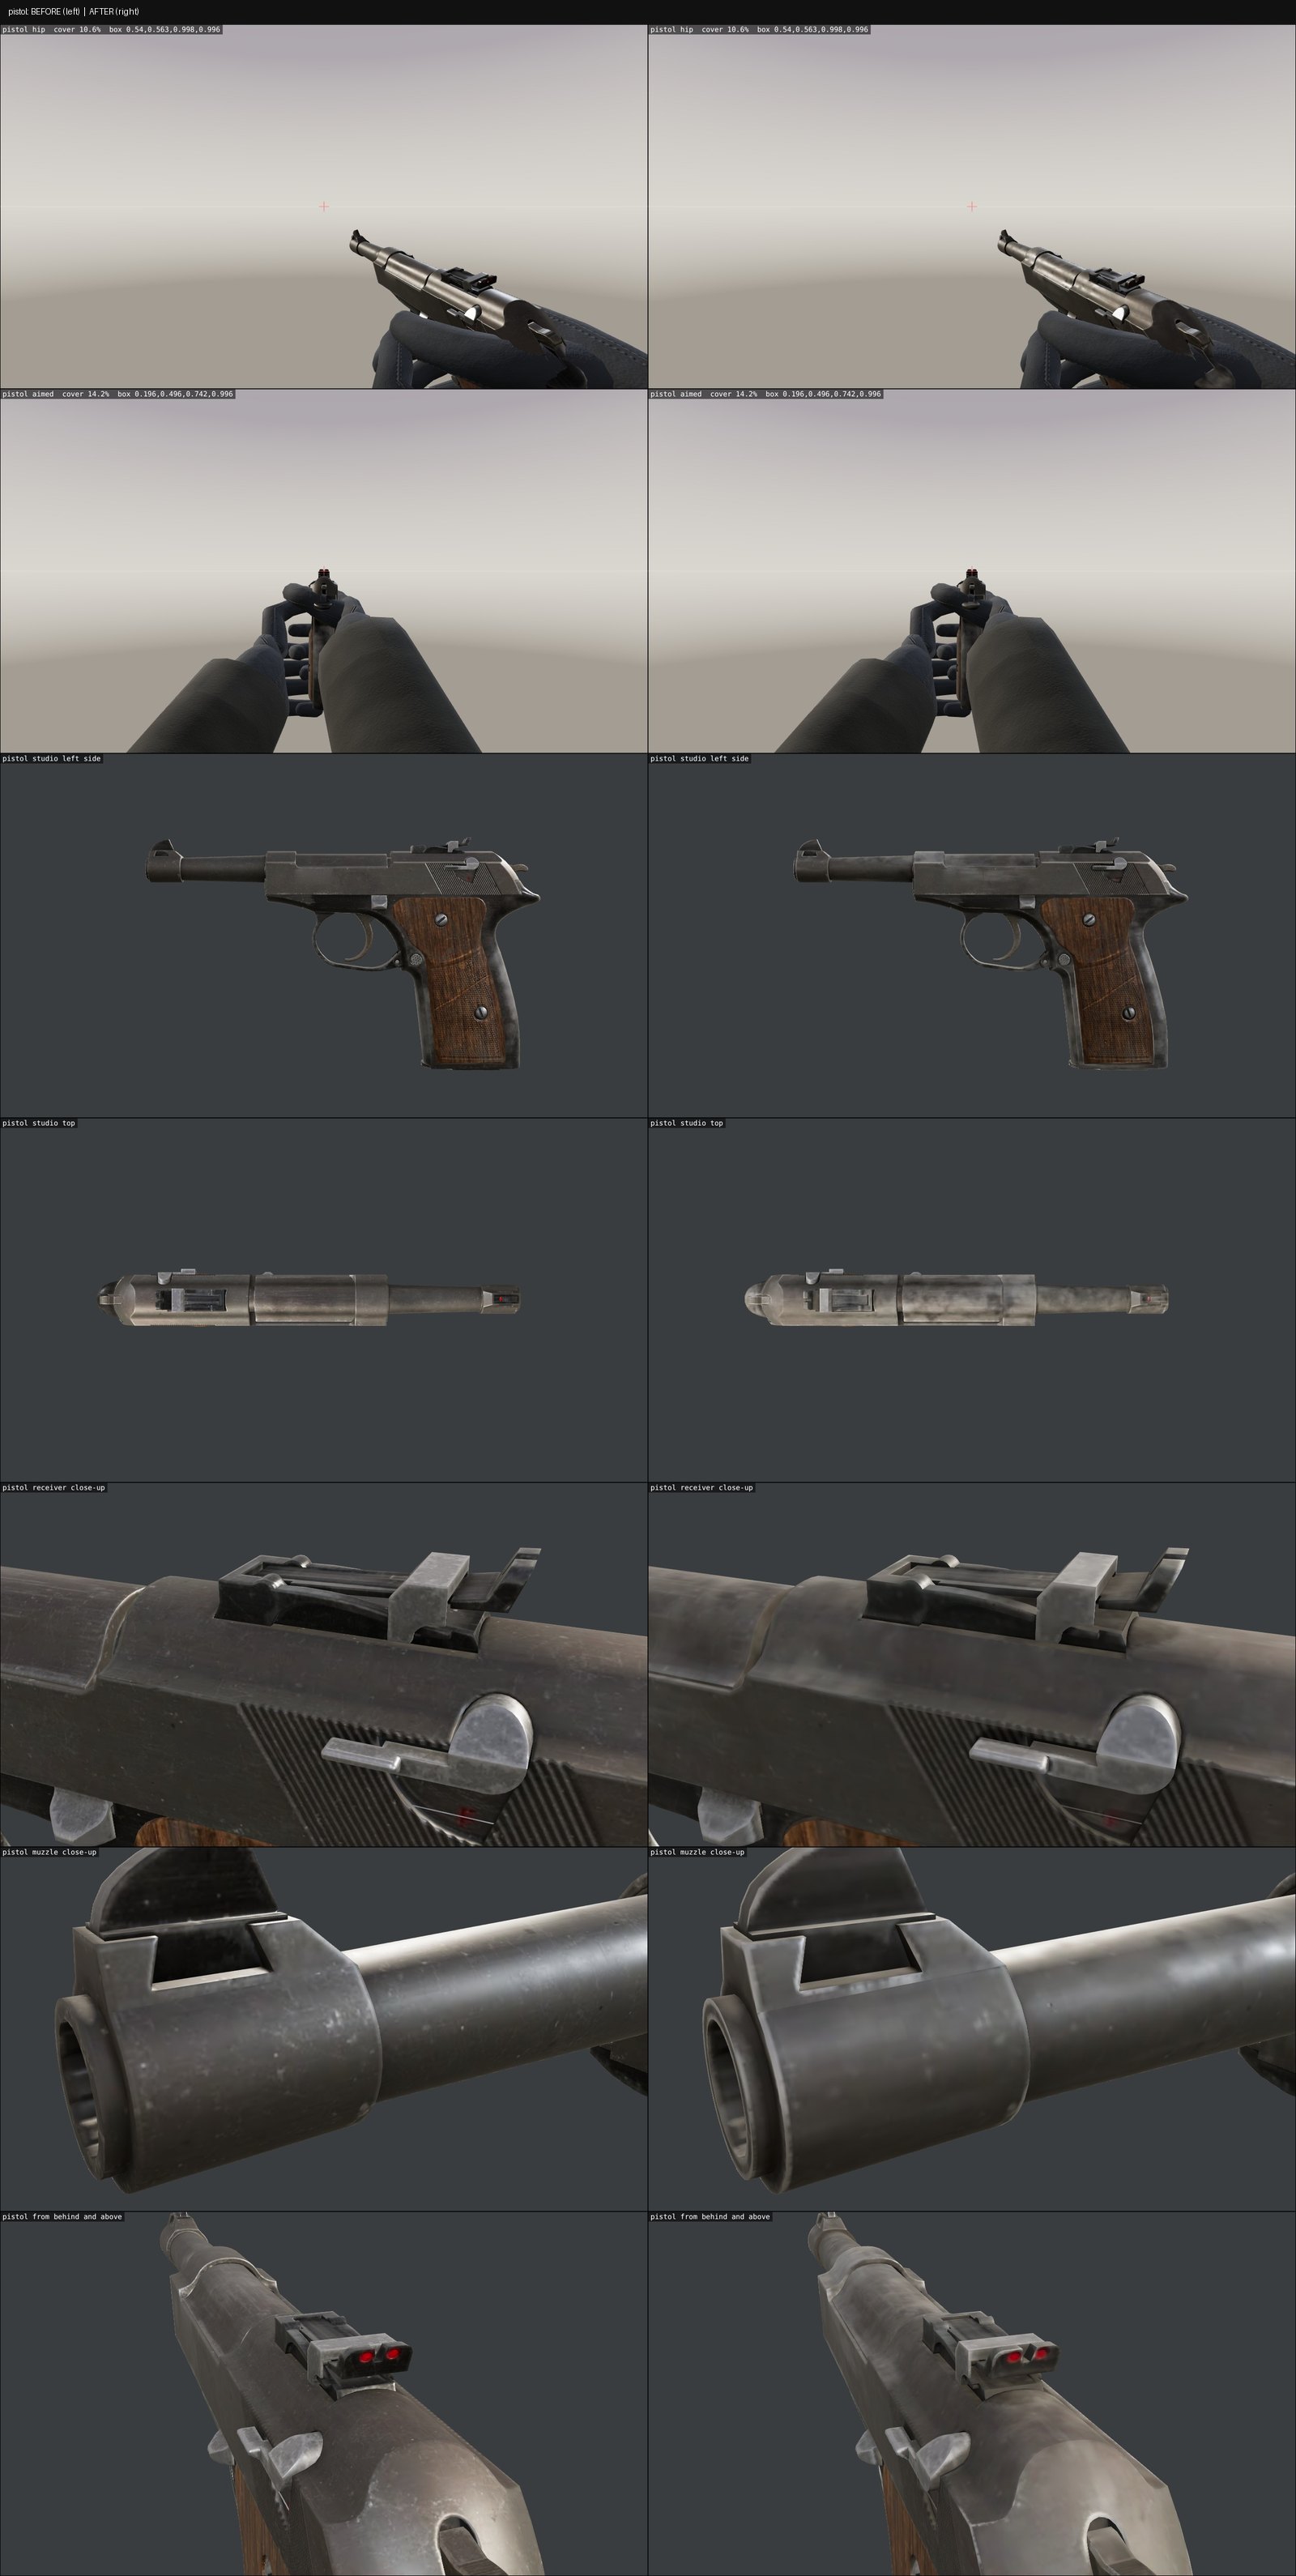 pistol: BEFORE (left) | AFTER (right)
pistol hip cover 10.6% box 0.54,0.563,0.998,0.996
pistol hip cover 10.6% box 0.54,0.563,0.998,0.996
pistol aimed cover 14.2% box 0.196,0.496,0.742,0.996
pistol aimed cover 14.2% box 0.196,0.496,0.742,0.996
pistol studio left side
pistol studio left side
pistol studio top
pistol studio top
pistol receiver close-up
pistol receiver close-up
pistol muzzle close-up
pistol muzzle close-up
pistol from behind and above
pistol from behind and above